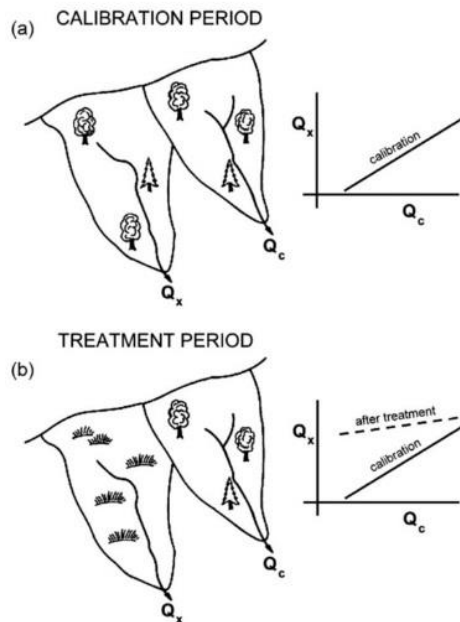 CALIBRATION PERIOD
(a)
Qx
calibration
Qc
Qc
Qx
TREATMENT PERIOD
(b)
after treatment
Qx
calibration
Qc
Qc
Qx